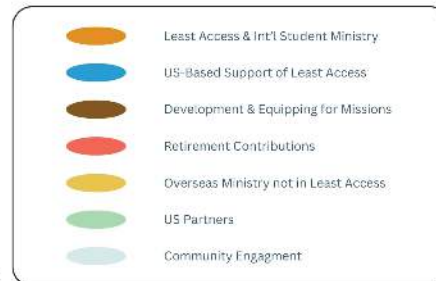 Least Access & Int'l Student Ministry
US-Based Support of Least Access
Development & Equipping for Missions
Retirement Contributions
Overseas Ministry not in Least Access
US Partners
Community Engagment